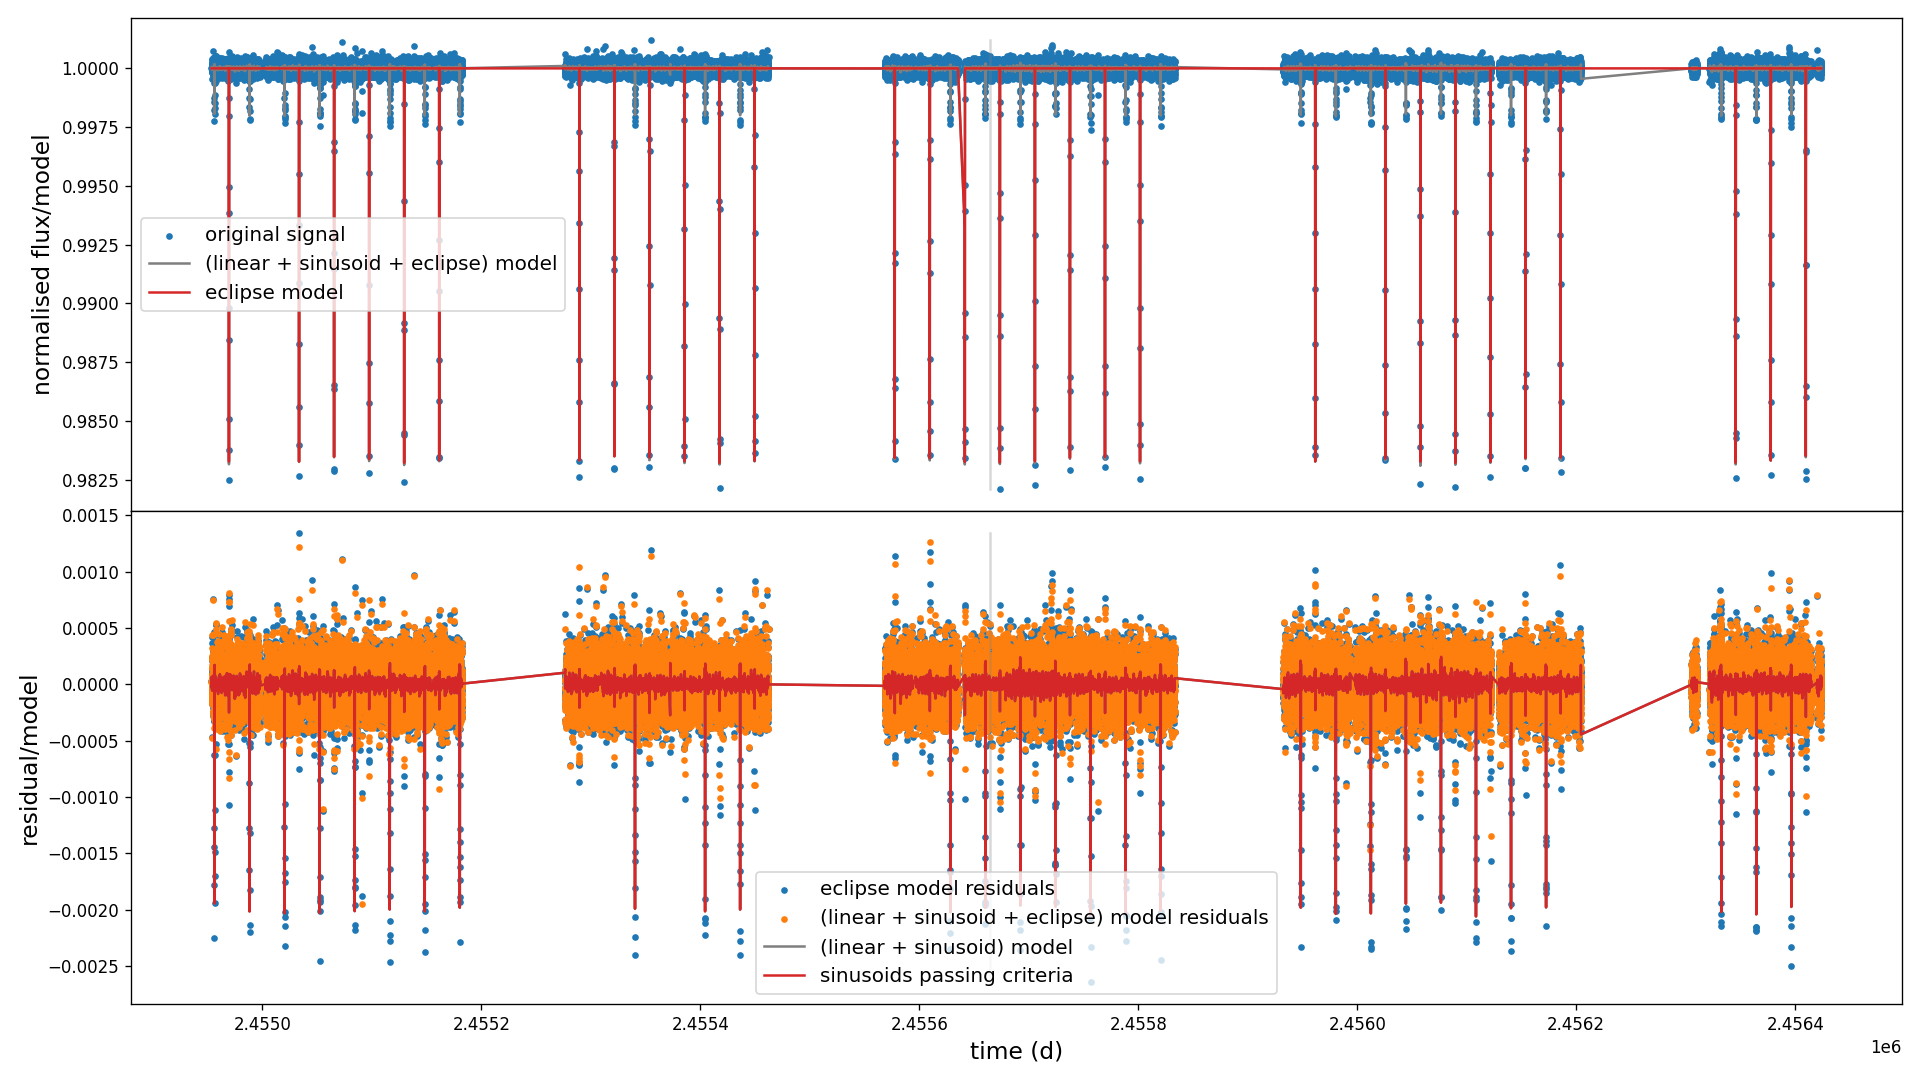 normalised flux/model
1.0000
0.9975
0.9950
0.9925
0.9900
0.9875
0.9850
0.9825
original signal
(linear + sinusoid + eclipse) model
eclipse model
residual/model
0.0015
0.0010
0.0005
0.0000
−0.0005
−0.0010
−0.0015
−0.0020
−0.0025
eclipse model residuals
(linear + sinusoid + eclipse) model residuals
(linear + sinusoid) model
sinusoids passing criteria
2.4550 2.4552 2.4554 2.4556 2.4558 2.4560 2.4562 2.4564
1e6
time (d)